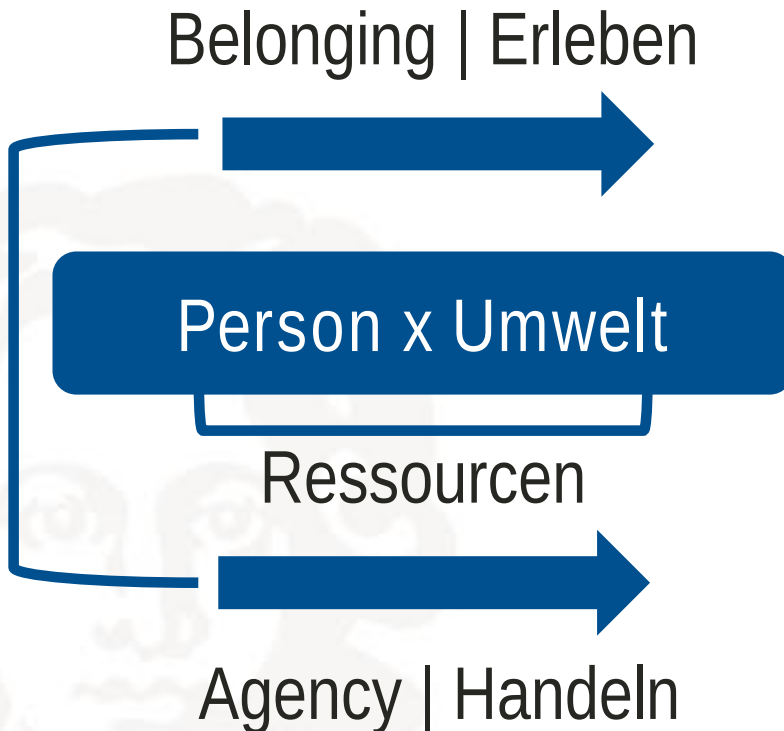 Belonging | Erleben
Person x Umwelt
Ressourcen
Agency | Handeln